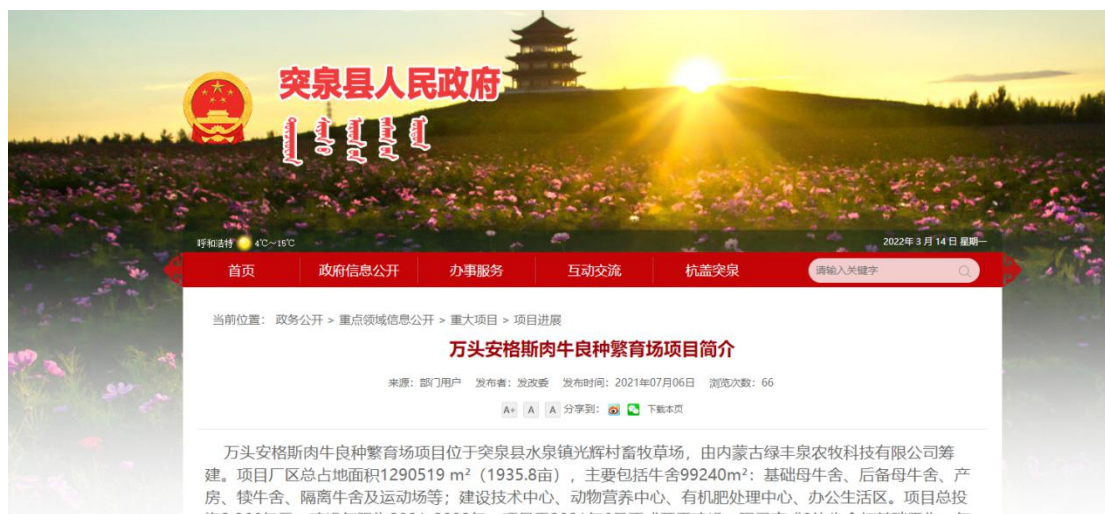 突泉县人民政府
呼和浩特 4℃~15℃
2022年3月14日 星期一
首页 政府信息公开 办事服务 互动交流 杭盖突泉 请输入关键字
当前位置： 政务公开 > 重点领域信息公开 > 重大项目 > 项目进展
万头安格斯肉牛良种繁育场项目简介
来源：部门用户 发布者：发改委 发布时间：2021年07月06日 浏览次数：66
A+ A A 分享到： 下载本页
万头安格斯肉牛良种繁育场项目位于突泉县水泉镇光辉村畜牧草场，由内蒙古绿丰泉农牧科技有限公司筹
建。项目厂区总占地面积1290519 m²（1935.8亩），主要包括牛舍99240m²：基础母牛舍、后备母牛舍、产
房、犊牛舍、隔离牛舍及运动场等；建设技术中心、动物营养中心、有机肥处理中心、办公生活区。项目总投